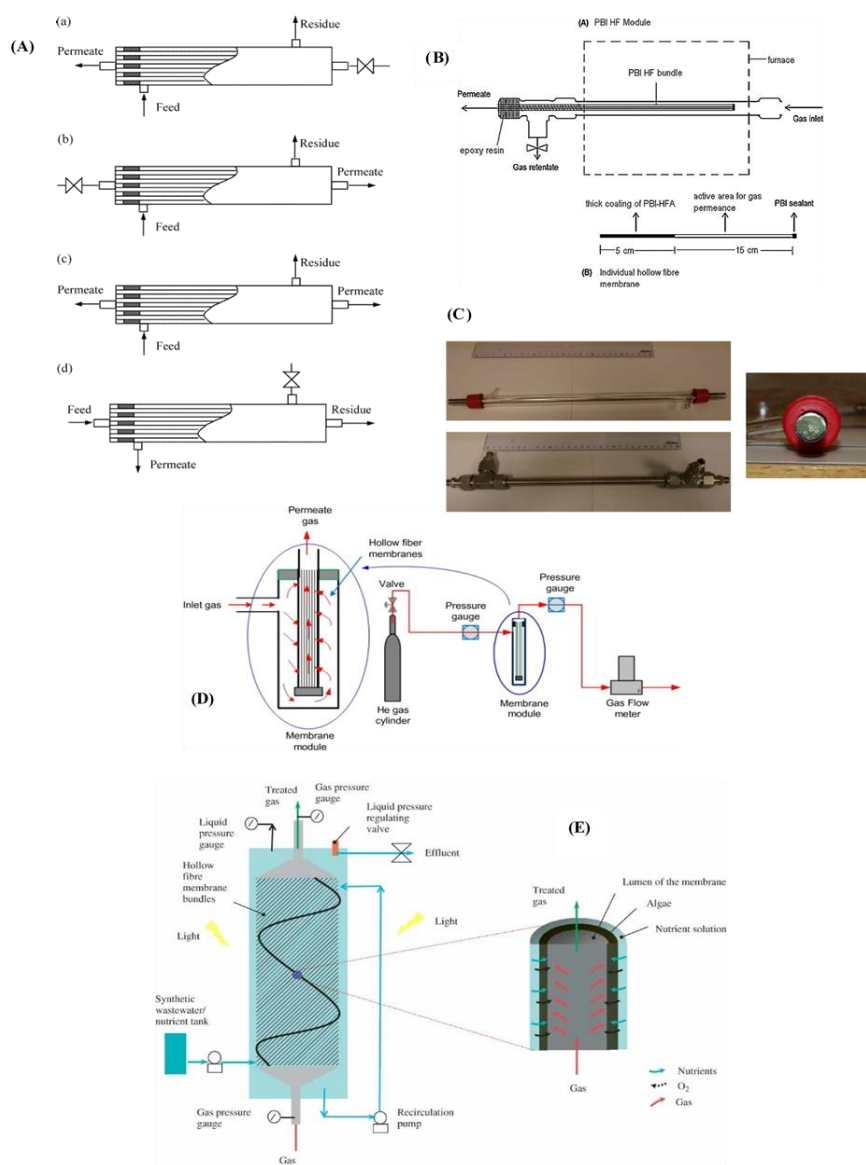 (A)
(a)
Residue
Permeate
Feed
(b)
Residue
Permeate
Feed
(c)
Residue
Permeate
Permeate
Feed
(d)
Feed
Residue
Permeate
(B)
(A) PBI HF Module
furnace
PBI HF bundle
Permeate
Gas inlet
epoxy resin
Gas retentate
thick coating of PBI-HFA
active area for gas
permeance
PBI sealant
5 cm
15 cm
(B) Individual hollow fibre
membrane
(C)
Permeate
gas
Hollow fiber
membranes
Inlet gas
Valve
Pressure
gauge
Pressure
gauge
(D)
He gas
cylinder
Membrane
module
Gas Flow
meter
Membrane
module
Treated
gas
Gas pressure
gauge
Liquid pressure
gauge
Liquid pressure
regulating
valve
Effluent
Hollow
fibre
membrane
bundles
Light
Light
Synthetic
wastewater/
nutrient tank
Gas pressure
gauge
Recirculation
pump
Gas
(E)
Treated
gas
Lumen of the membrane
Algae
Nutrient solution
Gas
Nutrients
O2
Gas